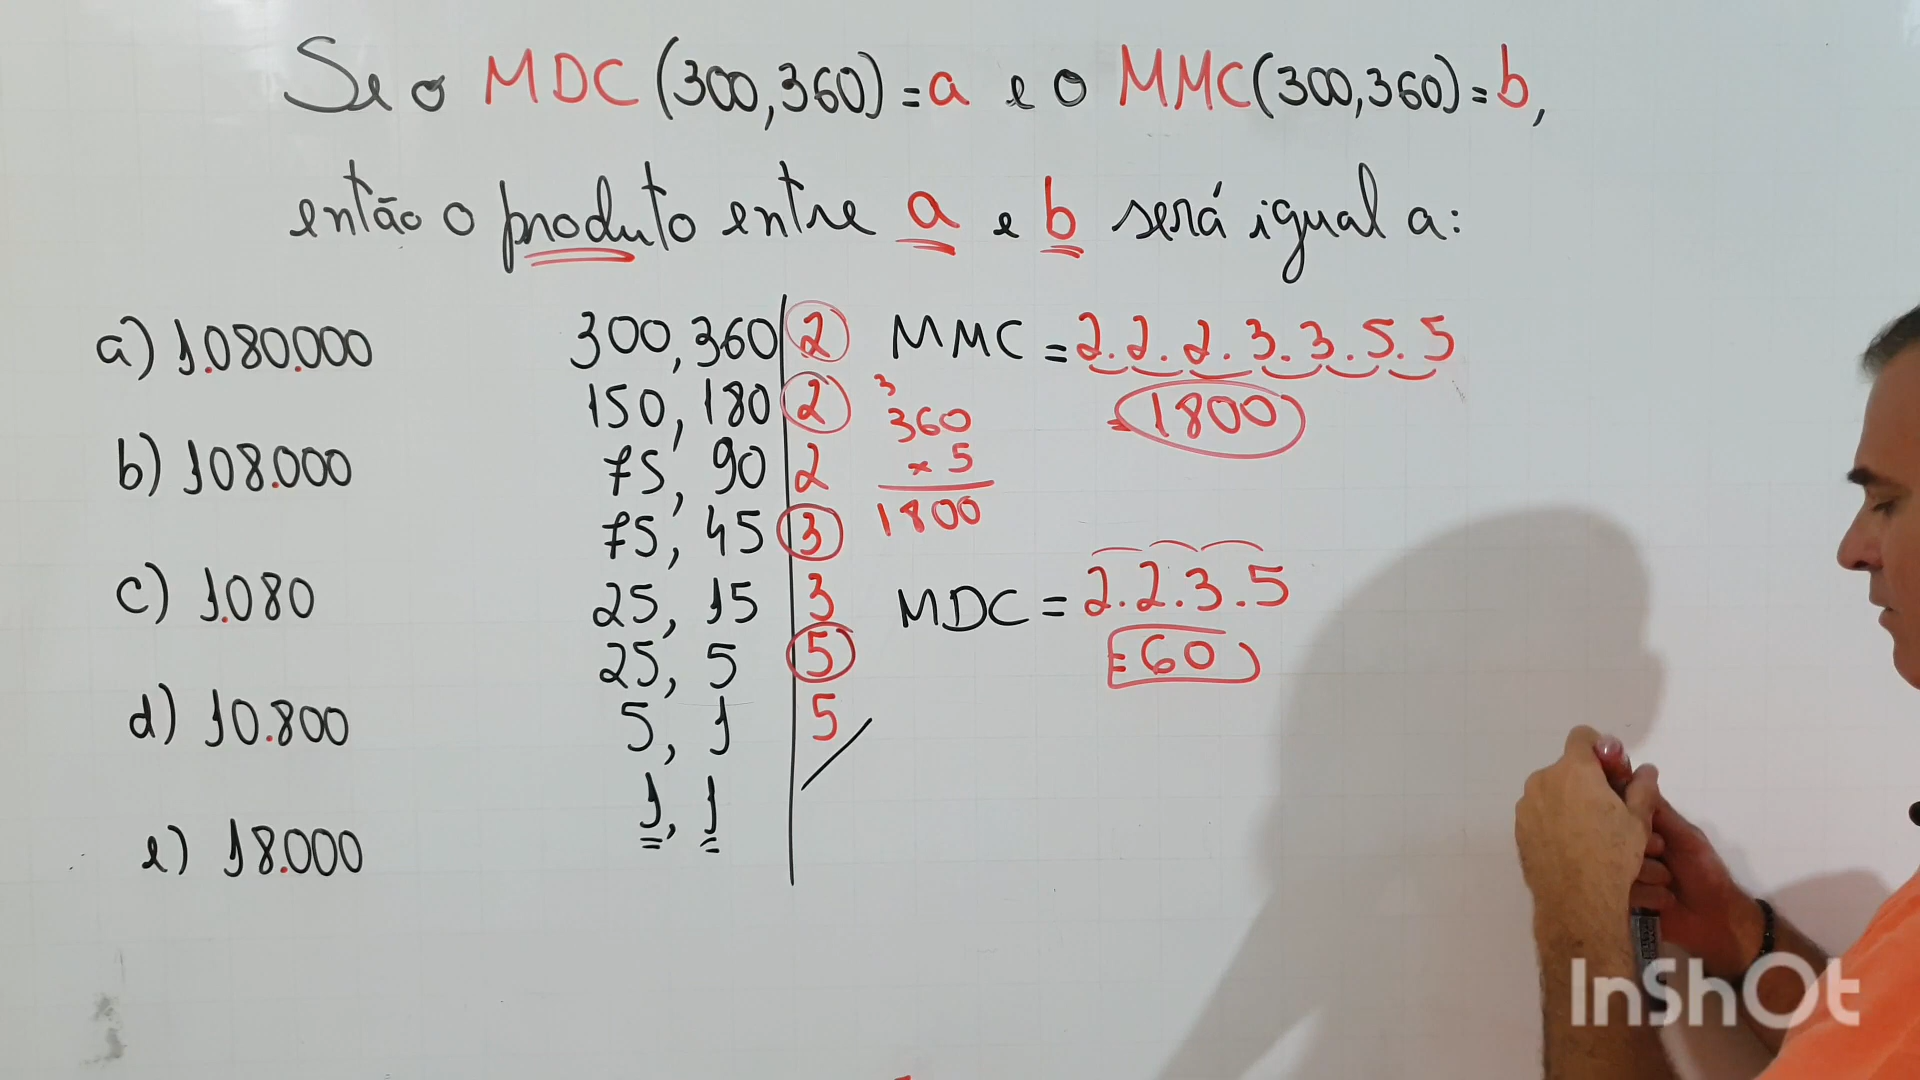 Se o MDC (300,360) = a e o MMC(300,360) = b,
então o produto entre a e b será igual a:
a) 1.080.000
b) 108.000
c) 1.080
d) 10.800
e) 18.000
300, 360 2
150, 180 2
75, 90 2
75, 45 3
25, 15 3
25, 5 5
5, 1 5
1, 1
MMC = 2.2.2.3.3.5.5
= 1800
3
360
x 5
1800
MDC = 2.2.3.5
= 60
InShOt